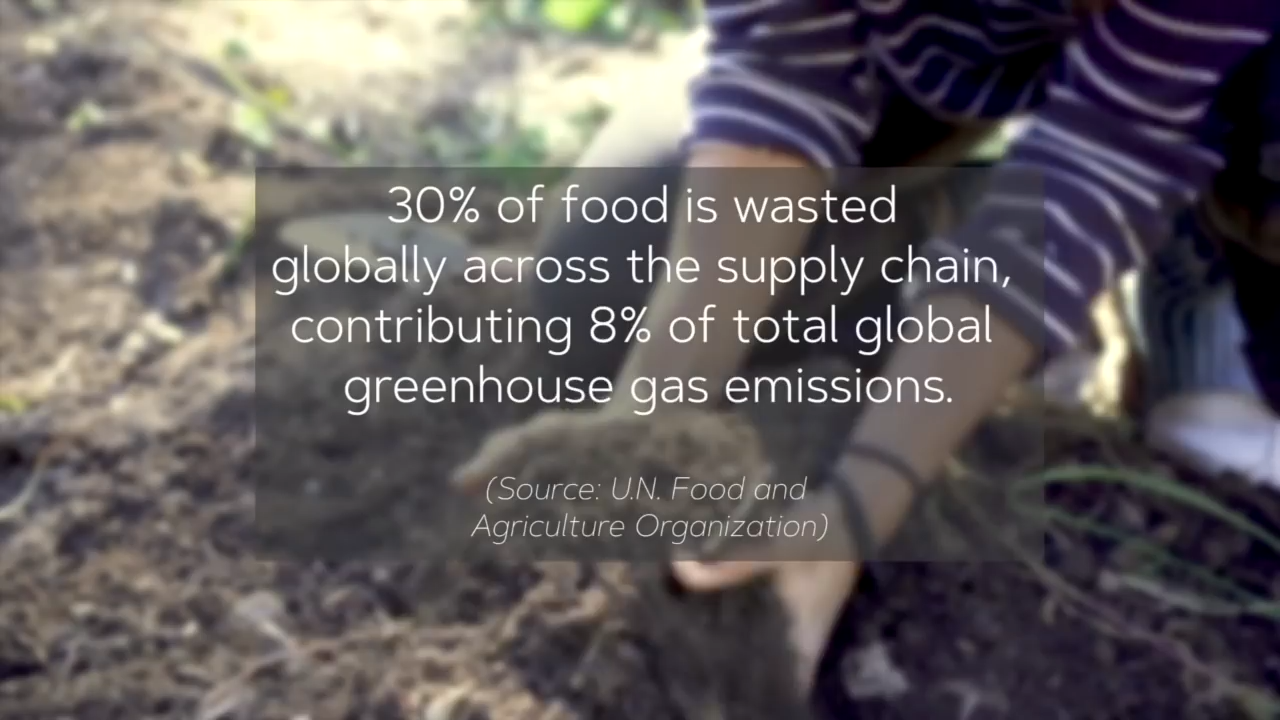 30% of food is wasted
globally across the supply chain,
contributing 8% of total global
greenhouse gas emissions.
(Source: U.N. Food and
Agriculture Organization)